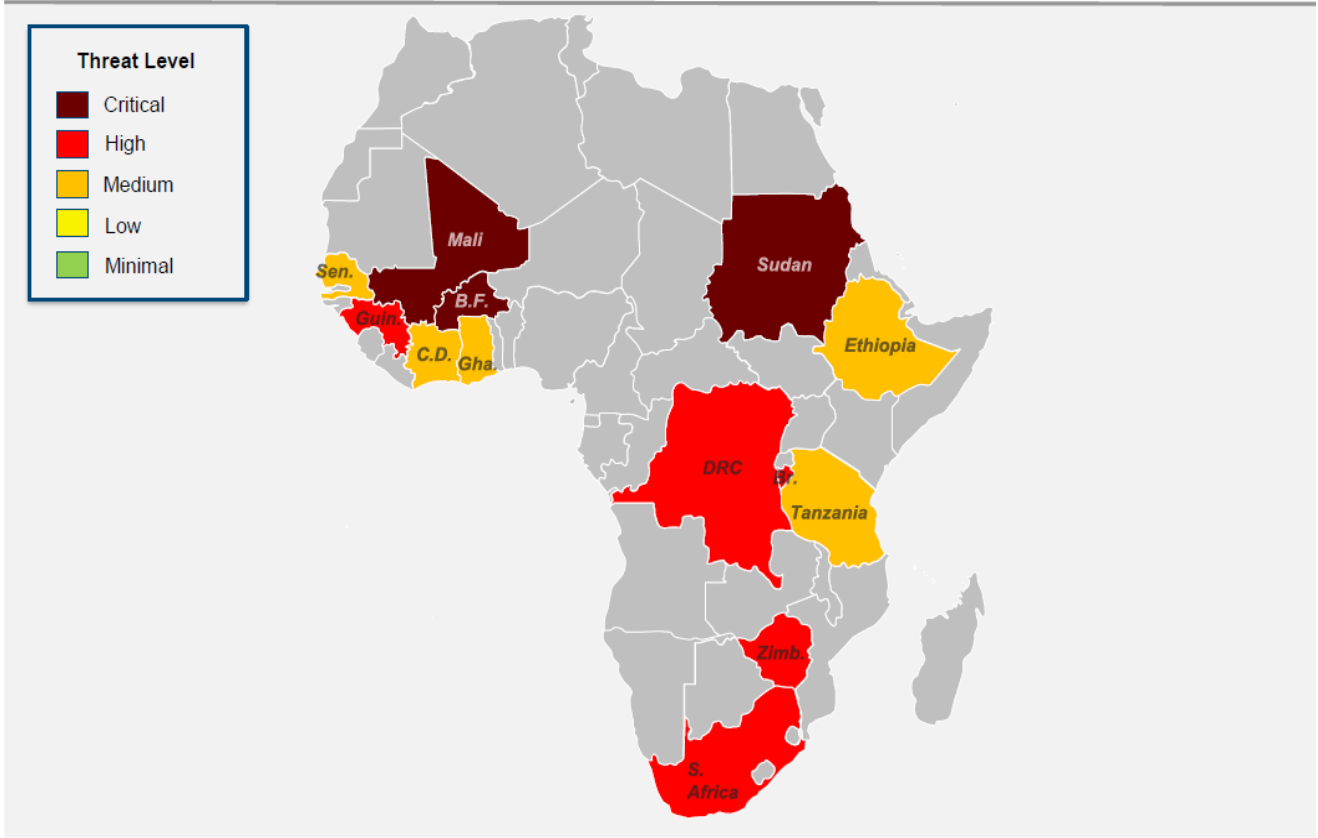 Threat Level
Critical
High
Medium
Low
Minimal
Mali
Sudan
Sen.
B.F.
Guin.
C.D.
Gha.
Ethiopia
DRC
Br.
Tanzania
Zimb.
S.
Africa